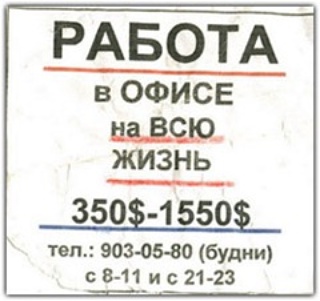 РАБОТА
в ОФИСЕ
на ВСЮ
ЖИЗНЬ
350$-1550$
тел.: 903-05-80 (будни)
с 8-11 и с 21-23